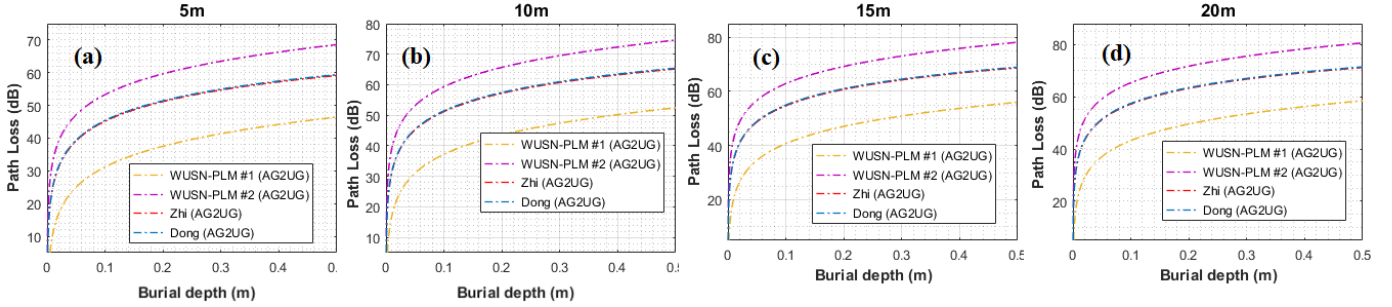 5m
10m
15m
20m
(a)
(b)
(c)
(d)
Path Loss (dB)
70
60
50
40
30
20
10
WUSN-PLM #1 (AG2UG)
WUSN-PLM #2 (AG2UG)
Zhi (AG2UG)
Dong (AG2UG)
0 0.1 0.2 0.3 0.4 0.
Burial depth (m)
Path Loss (dB)
80
70
60
50
40
30
20
10
WUSN-PLM #1 (AG2UG)
WUSN-PLM #2 (AG2UG)
Zhi (AG2UG)
Dong (AG2UG)
0 0.1 0.2 0.3 0.4 0.5
Burial depth (m)
Path Loss (dB)
80
60
40
20
WUSN-PLM #1 (AG2UG)
WUSN-PLM #2 (AG2UG)
Zhi (AG2UG)
Dong (AG2UG)
0 0.1 0.2 0.3 0.4 0.5
Burial depth (m)
Path Loss (dB)
80
60
40
20
WUSN-PLM #1 (AG2UG)
WUSN-PLM #2 (AG2UG)
Zhi (AG2UG)
Dong (AG2UG)
0 0.1 0.2 0.3 0.4 0.5
Burial depth (m)